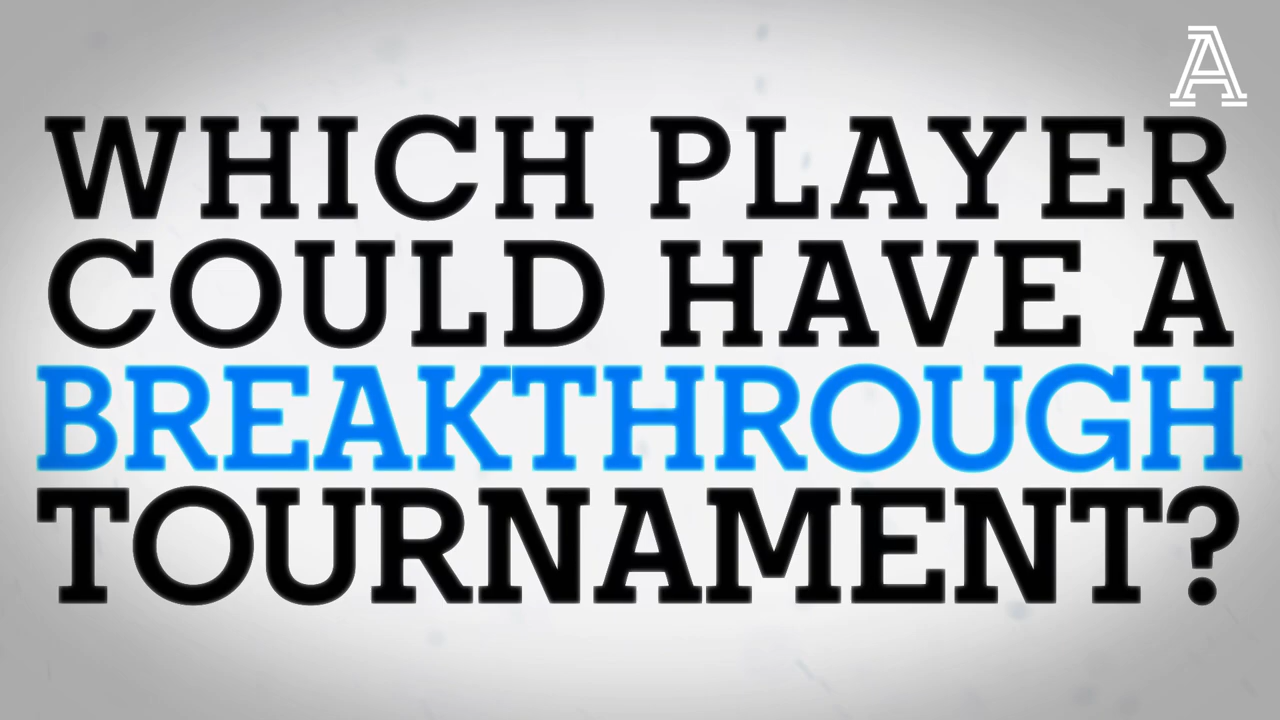 A
WHICH PLAYER
COULD HAVE A
BREAKTHROUGH
TOURNAMENT?